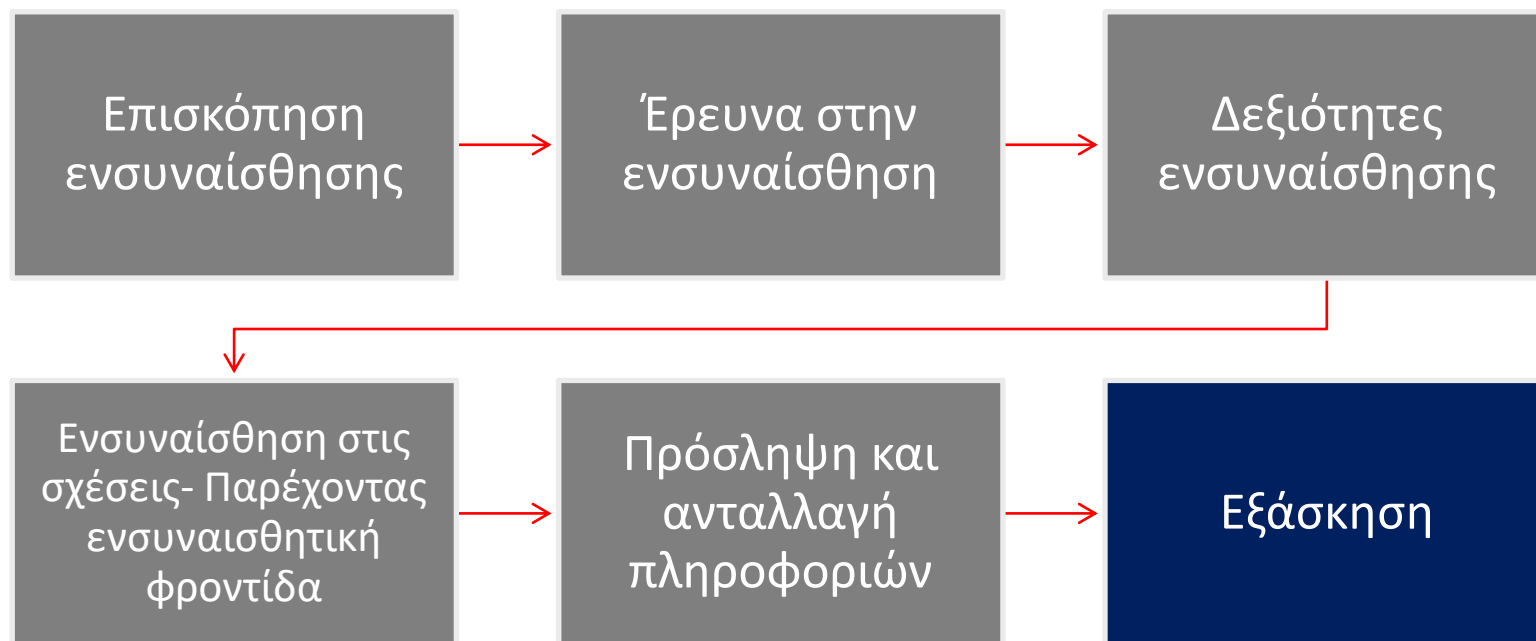 Επισκόπηση
ενσυναίσθησης
Έρευνα στην
ενσυναίσθηση
Δεξιότητες
ενσυναίσθησης
Ενσυναίσθηση στις
σχέσεις- Παρέχοντας
ενσυναισθητική
φροντίδα
Πρόσληψη και
ανταλλαγή
πληροφοριών
Εξάσκηση